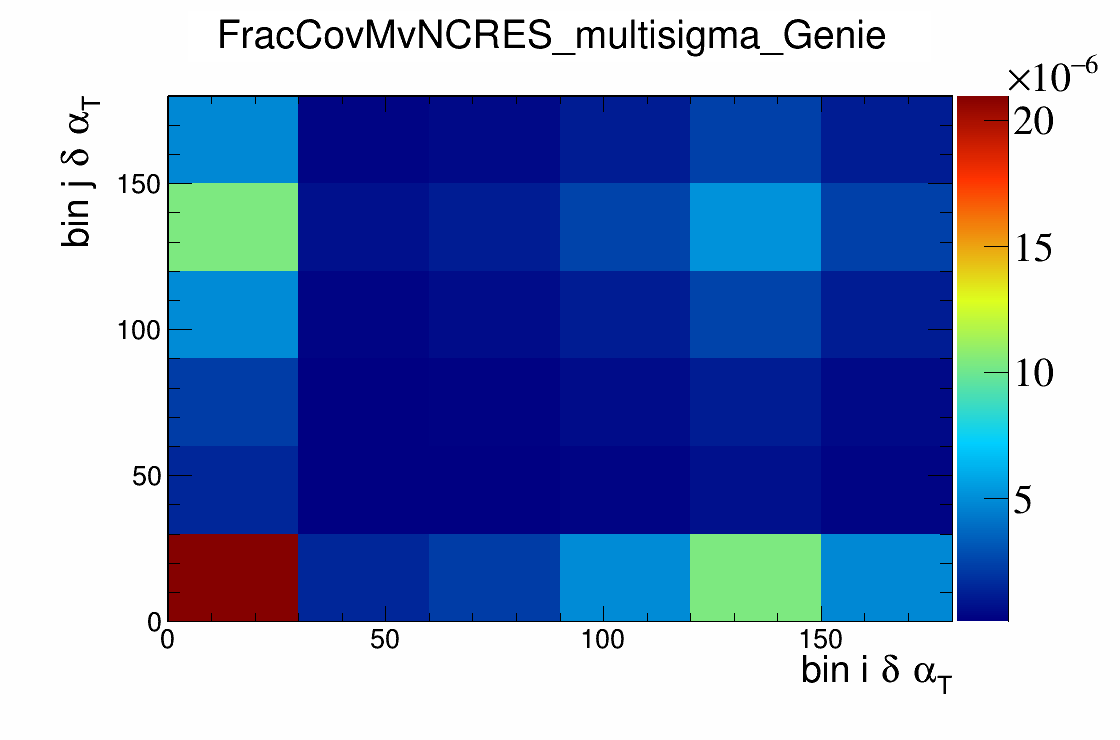 FracCovMvNCRES_multisigma_Genie
×10⁻⁶
bin j δ α_T
150
100
50
0
0 50 100 150
bin i δ α_T
20
15
10
5